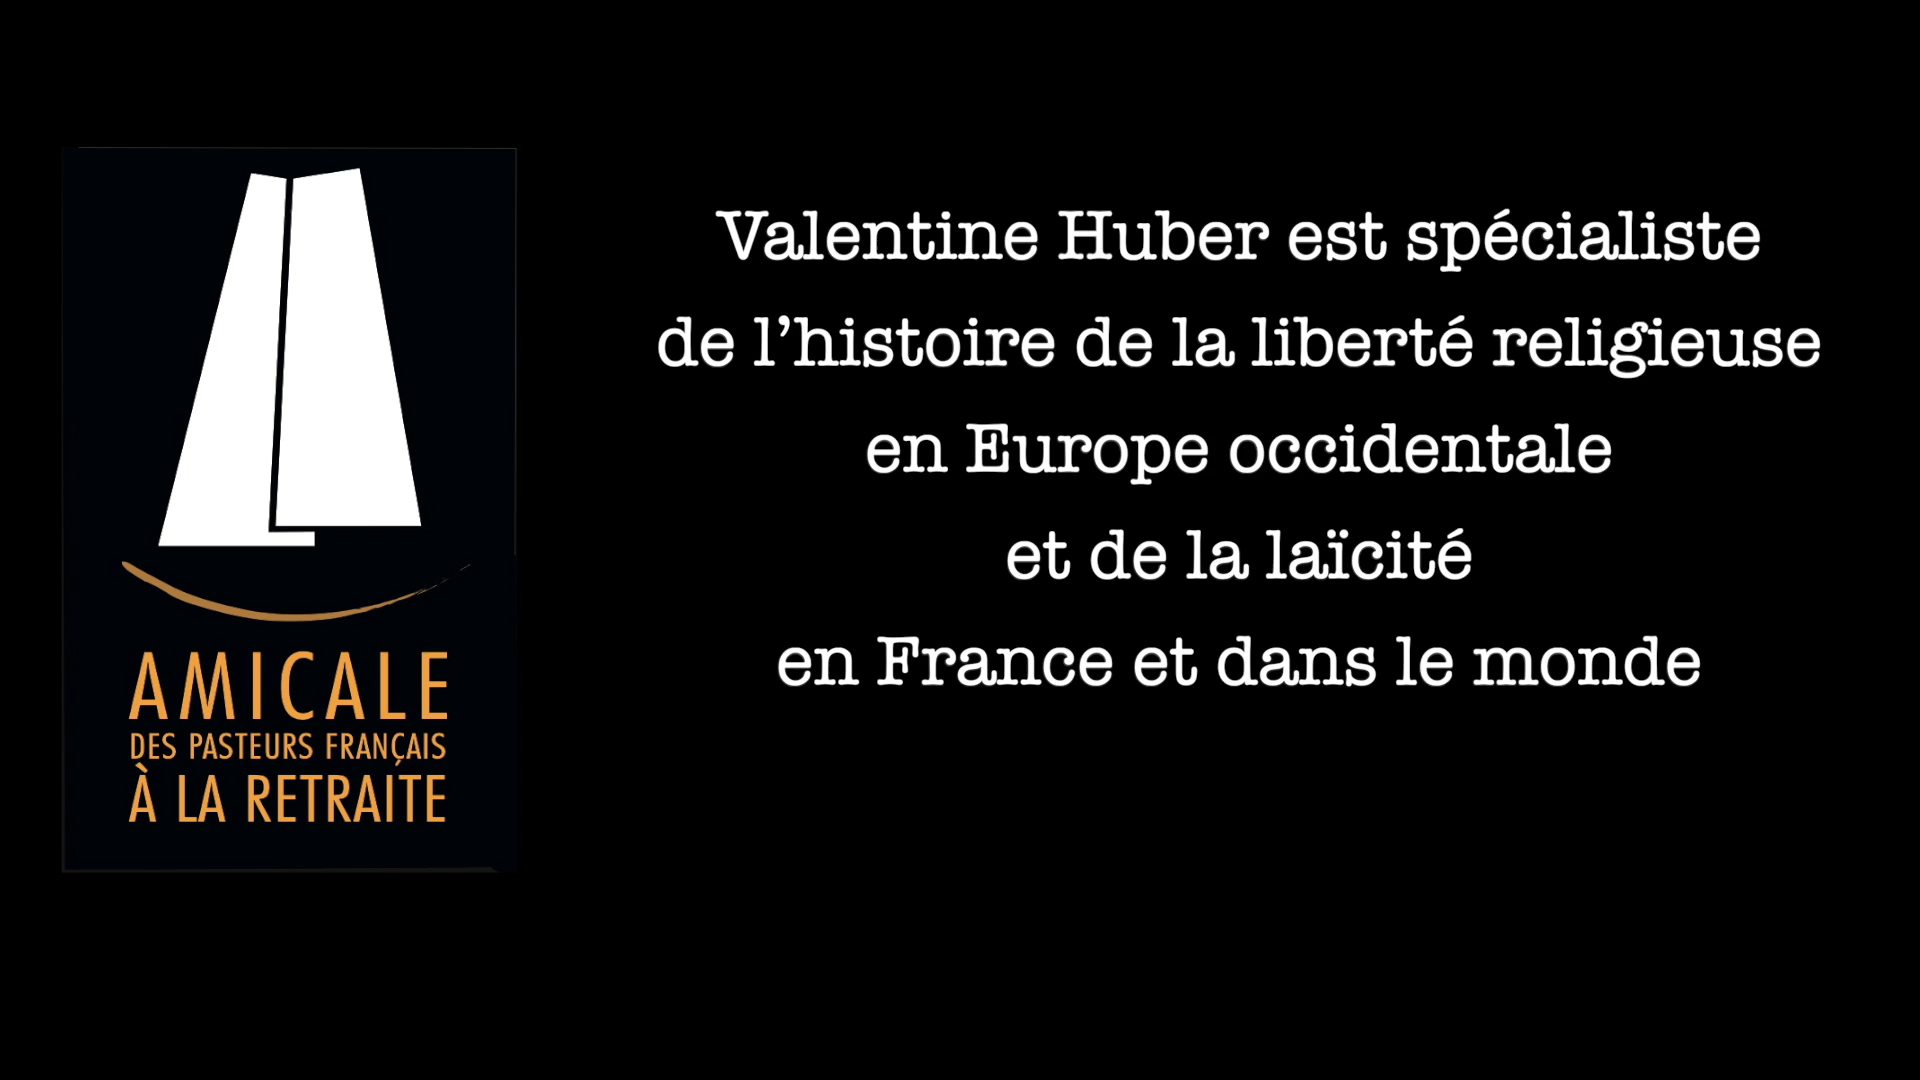 AMICALE
DES PASTEURS FRANÇAIS
À LA RETRAITE
Valentine Huber est spécialiste
de l’histoire de la liberté religieuse
en Europe occidentale
et de la laïcité
en France et dans le monde